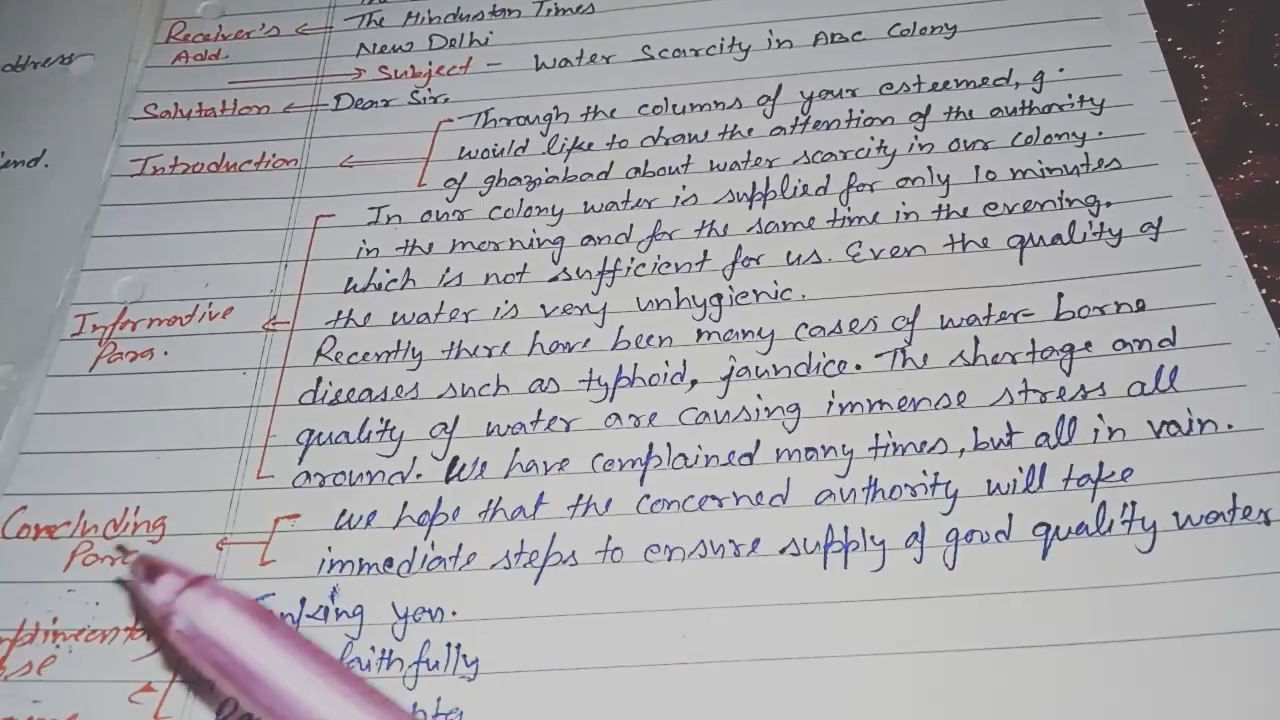 Receiver's Add. The Hindustan Times
New Delhi
address
Subject - Water Scarcity in ABC Colony
Salutation Dear Sir,
Through the columns of your esteemed, I
would like to draw the attention of the authority
end.
Introduction of ghaziabad about water scarcity in our colony.
In our colony water is supplied for only 10 minutes
in the morning and for the same time in the evening.
which is not sufficient for us. Even the quality of
Informative Para. the water is very unhygienic.
Recently there have been many cases of water-borne
diseases such as typhoid, jaundice. The shortage and
quality of water are causing immense stress all
around. We have complained many times, but all in vain.
Concluding Para We hope that the concerned authority will take
immediate steps to ensure supply of good quality water
you.
faithfully